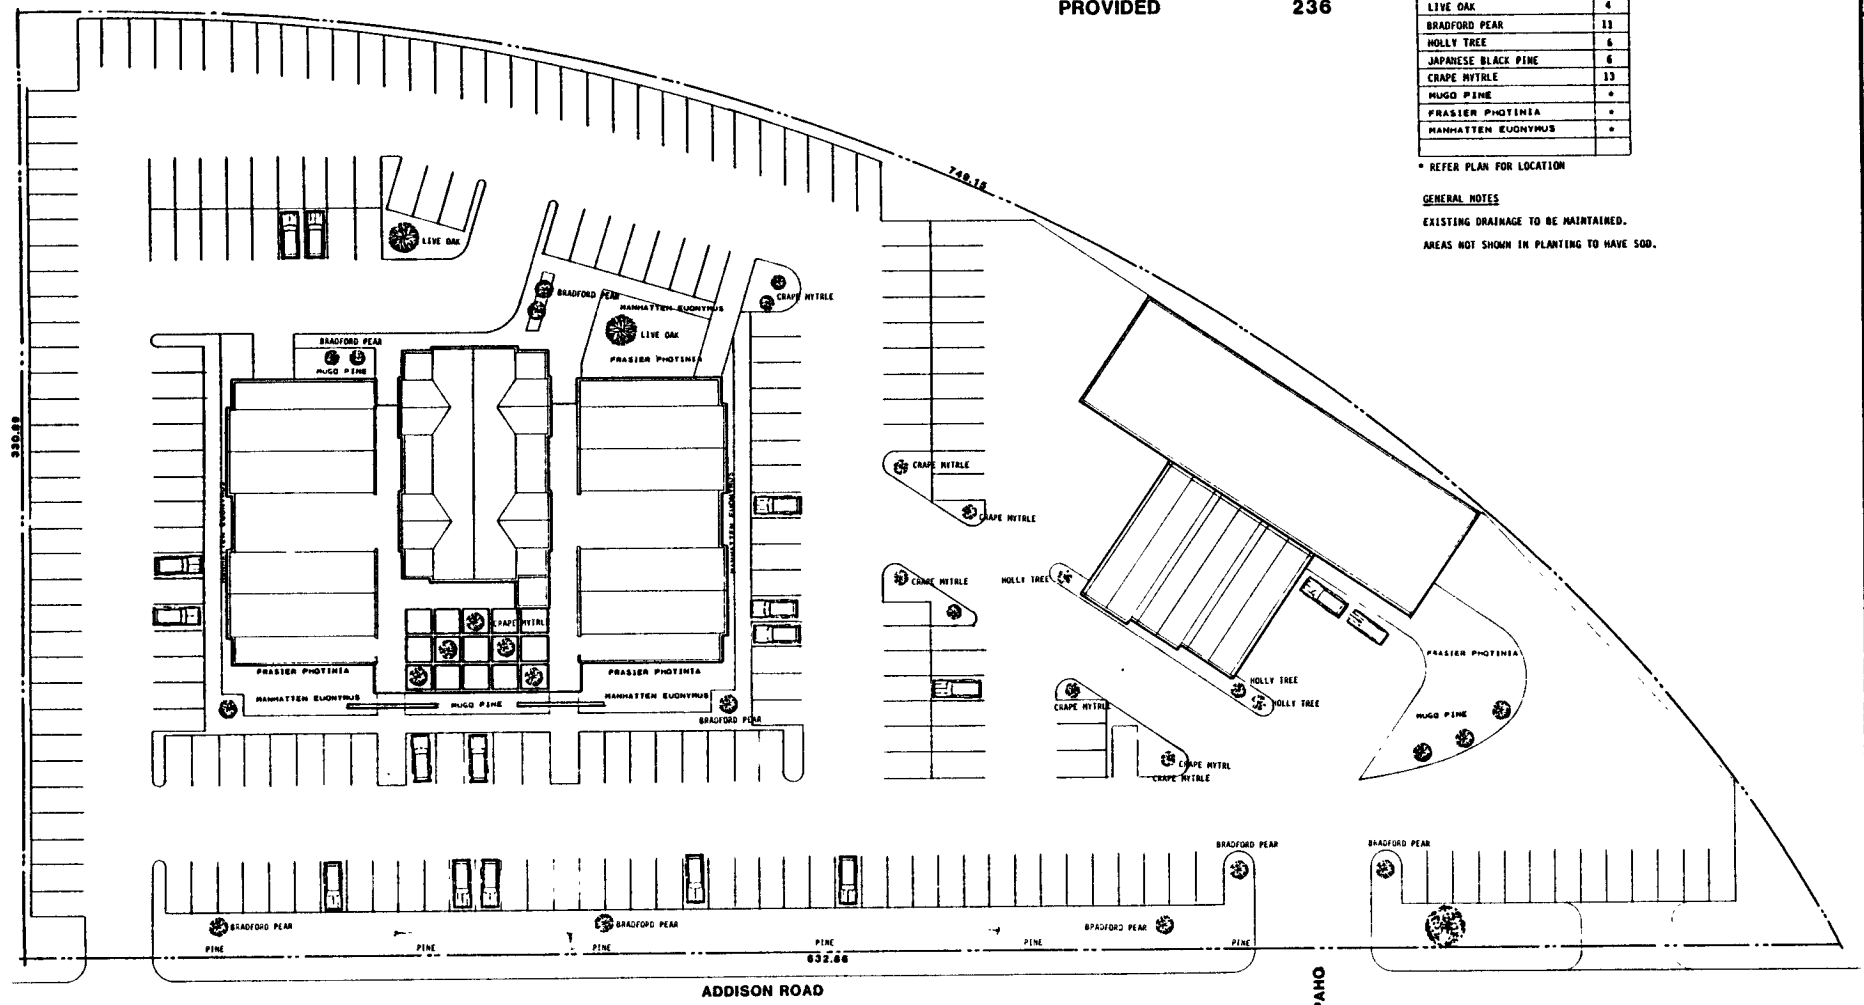 PROVIDED 236
LIVE OAK 4
BRADFORD PEAR 11
HOLLY TREE 6
JAPANESE BLACK PINE 6
CRAPE MYTRLE 13
MUGO PINE *
FRASIER PHOTINIA *
MANHATTEN EUONYMUS *
* REFER PLAN FOR LOCATION
GENERAL NOTES
EXISTING DRAINAGE TO BE MAINTAINED.
AREAS NOT SHOWN IN PLANTING TO HAVE SOD.
749.15
330.89
LIVE OAK
BRADFORD PEAR
CRAPE MYTRLE
MANHATTEN EUONYMUS
LIVE OAK
FRASIER PHOTINIA
BRADFORD PEAR
MUGO PINE
MANHATTEN EUONYMUS
MANHATTEN EUONYMUS
CRAPE MYTRLE
CRAPE MYTRLE
CRAPE MYTRLE
HOLLY TREE
CRAPE MYTRL
FRASIER PHOTINIA
FRASIER PHOTINIA
FRASIER PHOTINIA
HOLLY TREE
HOLLY TREE
MANHATTEN EUONYMUS
MUGO PINE
MANHATTEN EUONYMUS
BRADFORD PEAR
CRAPE MYTRLE
MUGO PINE
CRAPE MYTRL
CRAPE MYTRLE
BRADFORD PEAR
BRADFORD PEAR
BRADFORD PEAR
BRADFORD PEAR
BRADFORD PEAR
PINE
PINE
PINE
PINE
PINE
PINE
632.86
ADDISON ROAD
PAHO